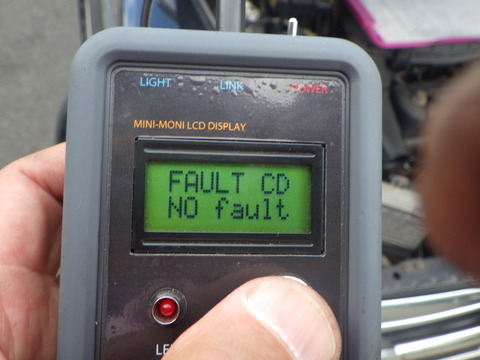 LIGHT LINK POWER
MINI-MONI LCD DISPLAY
FAULT CD
NO fault